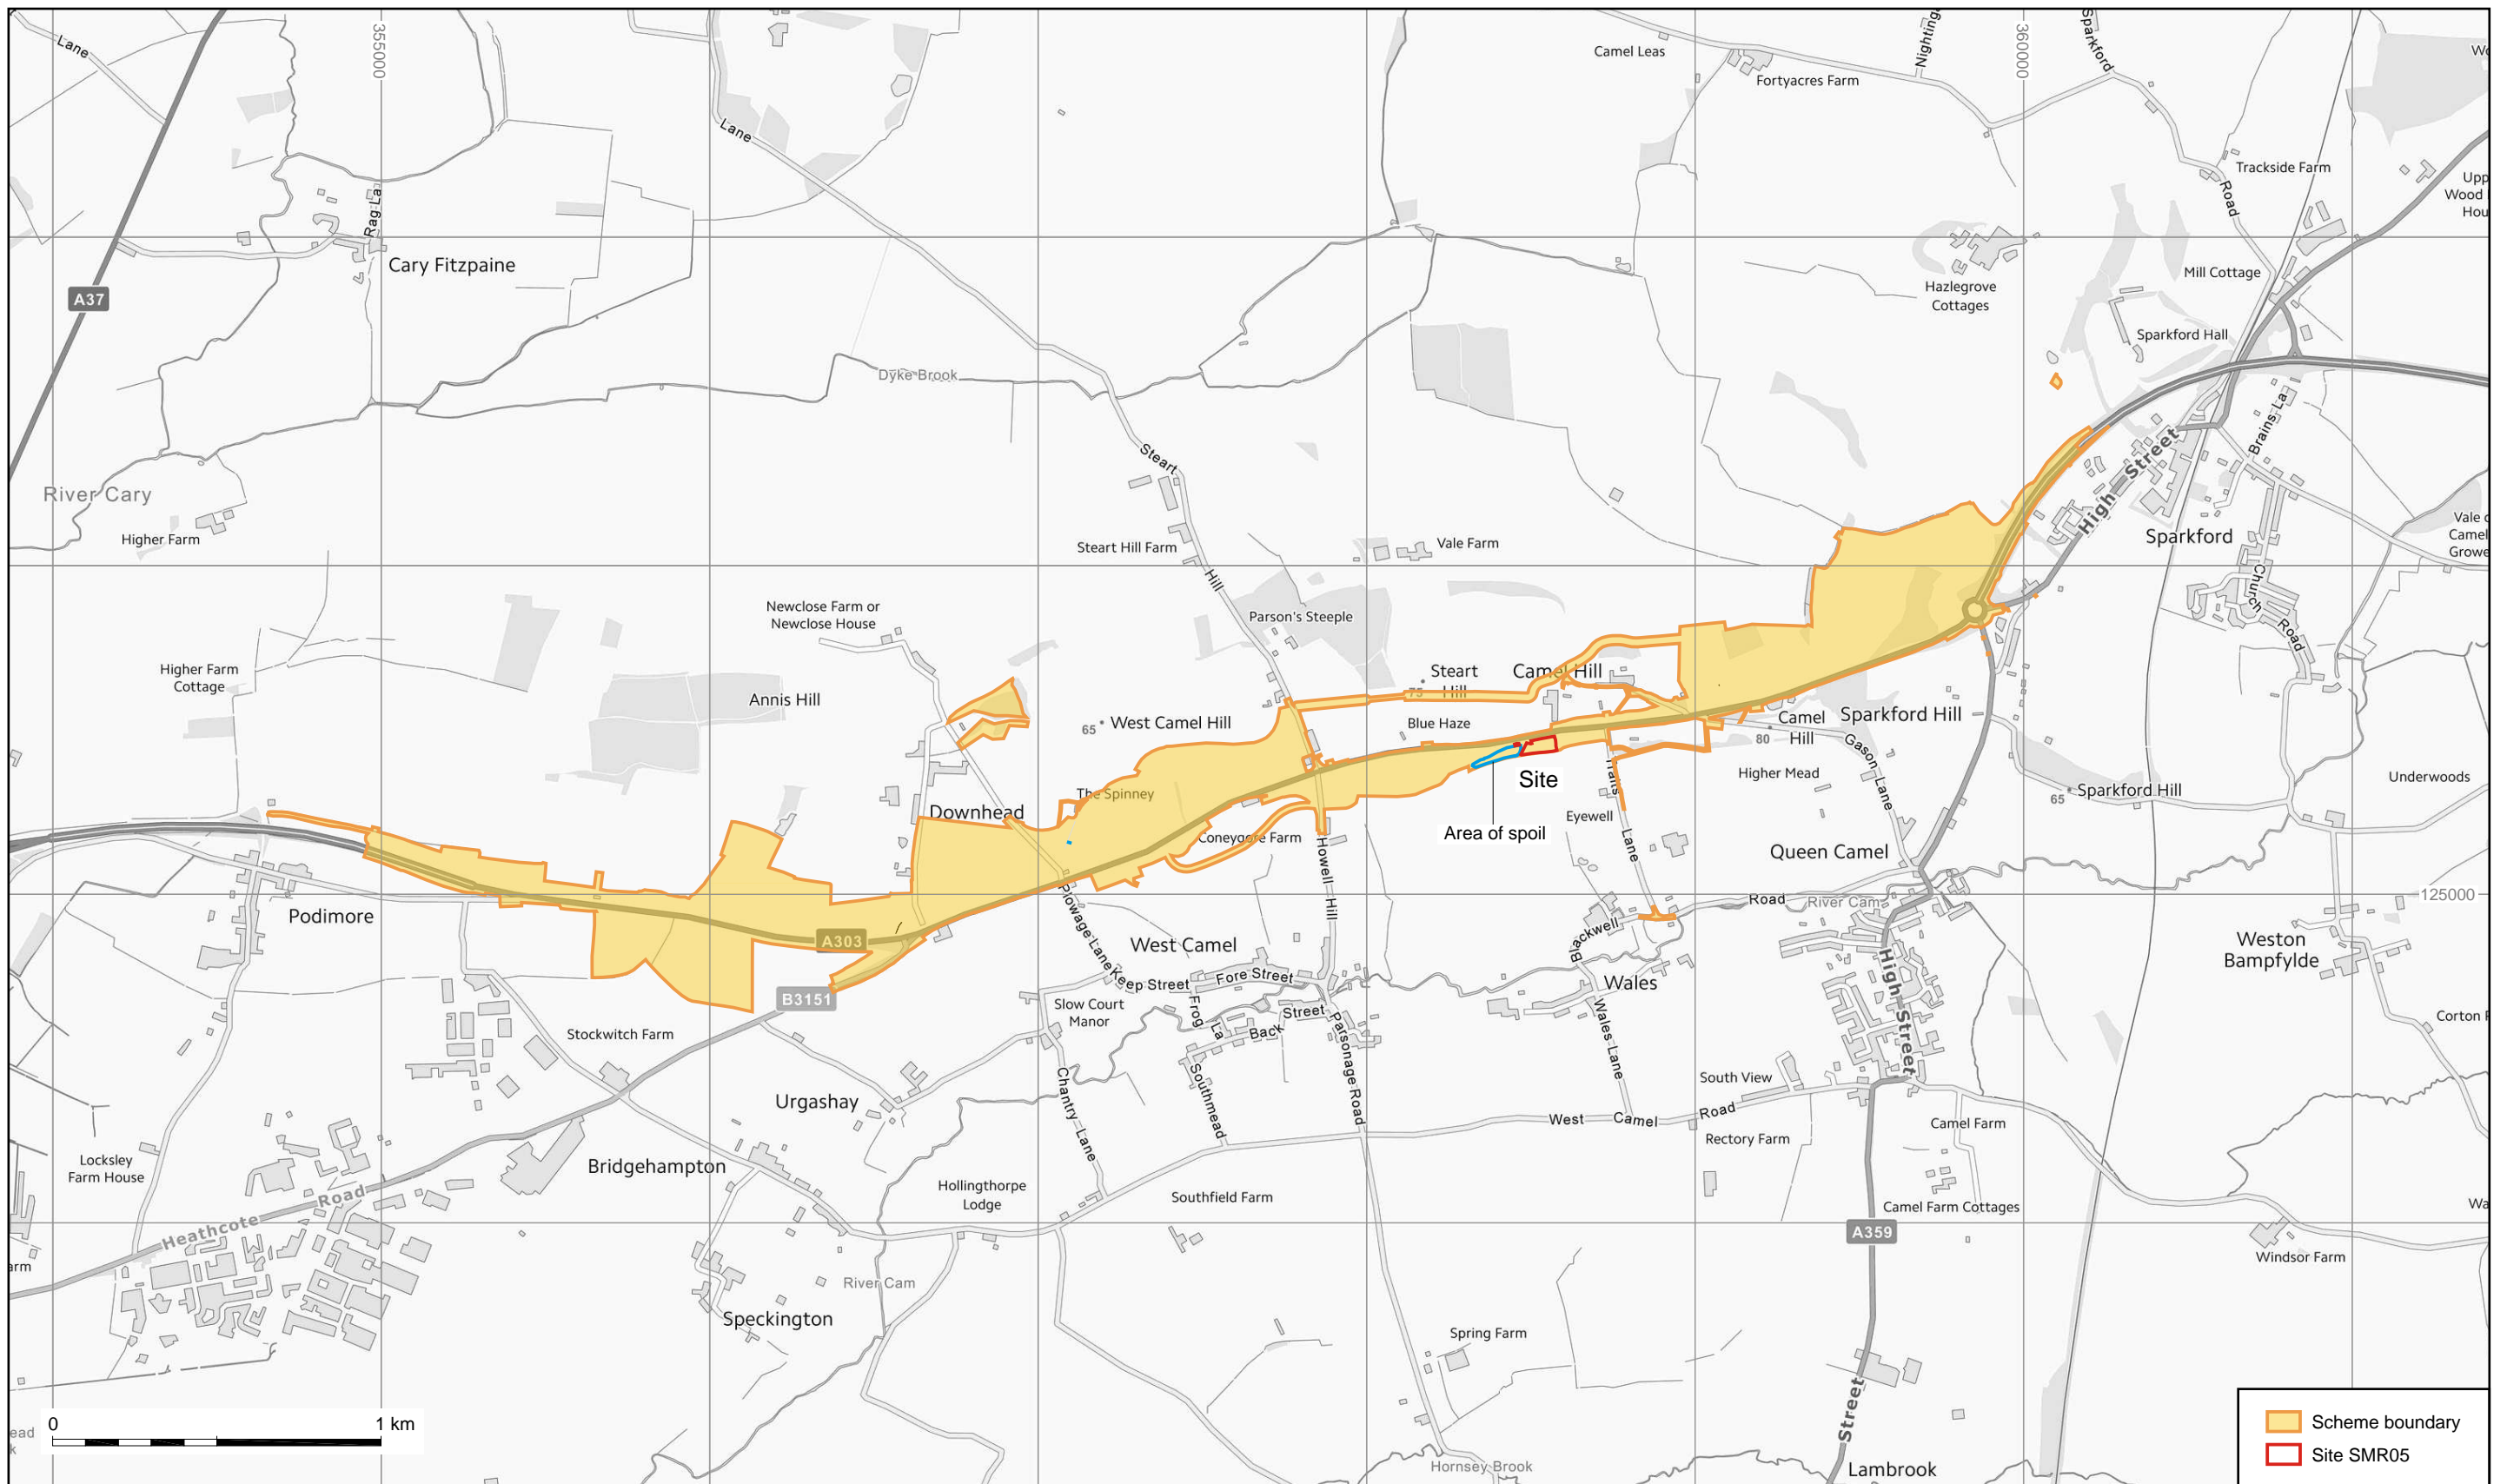 Lane
355000
Camel Leas
Fortyacres Farm
360000
Sparkford
Lane
Trackside Farm
Road
Rag La
Cary Fitzpaine
A37
Hazlegrove
Cottages
Mill Cottage
Sparkford Hall
Dyke Brook
Brains La
Steart
River Cary
High Street
Higher Farm
Sparkford
Steart Hill Farm
Vale Farm
Hill
Church
Road
Newclose Farm or
Newclose House
Parson's Steeple
Higher Farm
Cottage
Annis Hill
Steart
Hill
75
Camel Hill
65
West Camel Hill
Blue Haze
Camel
Hill
80
Sparkford Hill
Gason Lane
Site
Higher Mead
Underwoods
The Spinney
65
Sparkford Hill
Downhead
Area of spoil
Eyewell
Coneygore Farm
Howell Hill
Lane
Queen Camel
Plowage Lane
125000
Podimore
Road
River Cam
A303
West Camel
Blackwell
Weston
Bampfylde
Keep Street
Fore Street
Wales
High Street
B3151
Slow Court
Manor
Frog
La
Back
Street
Parsonage Road
Wales Lane
Stockwitch Farm
Chantry Lane
Southmead
South View
Urgashay
West Camel Road
Camel Farm
Rectory Farm
Locksley
Farm House
Bridgehampton
Hollingthorpe
Lodge
Southfield Farm
Camel Farm Cottages
Heathcote Road
A359
Windsor Farm
River Cam
Speckington
Spring Farm
Street
0
1 km
Scheme boundary
Site SMR05
Hornsey Brook
Lambrook